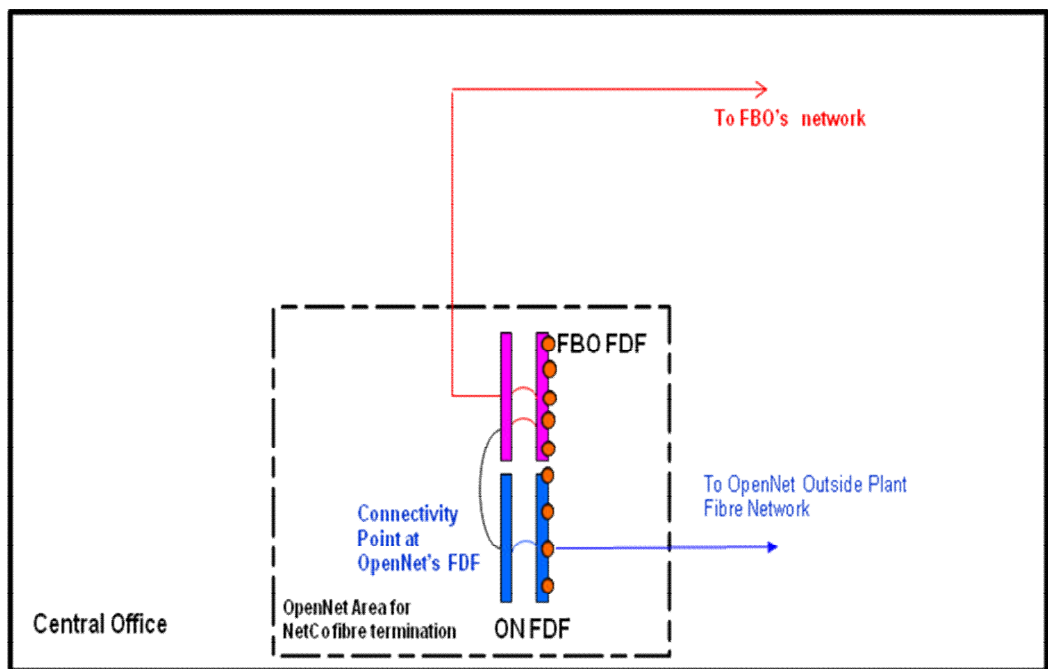 To FBO's network
FBO FDF
To OpenNet Outside Plant
Fibre Network
Connectivity
Point at
OpenNet's FDF
OpenNet Area for
NetCo fibre termination
ON FDF
Central Office